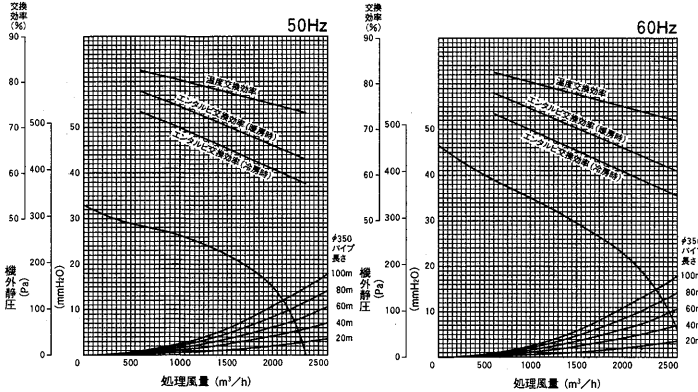 交換
効率
(%)
50Hz
90
80
70
60
50
500
400
300
200
100
0
50
40
30
20
10
機外静圧
(Pa)
(mmH₂O)
温度交換効率
エンタルピ交換効率(暖房時)
エンタルピ交換効率(冷房時)
φ350
パイプ
長さ
100m
80m
60m
40m
20m
0
500
1000
1500
2000
2500
処理風量 (m³/h)
交換
効率
(%)
60Hz
90
80
70
60
50
500
400
300
200
100
0
50
40
30
20
10
機外静圧
(Pa)
(mmH₂O)
温度交換効率
エンタルピ交換効率(暖房時)
エンタルピ交換効率(冷房時)
φ350
パイプ
長さ
100m
80m
60m
40m
20m
0
500
1000
1500
2000
2500
処理風量 (m³/h)